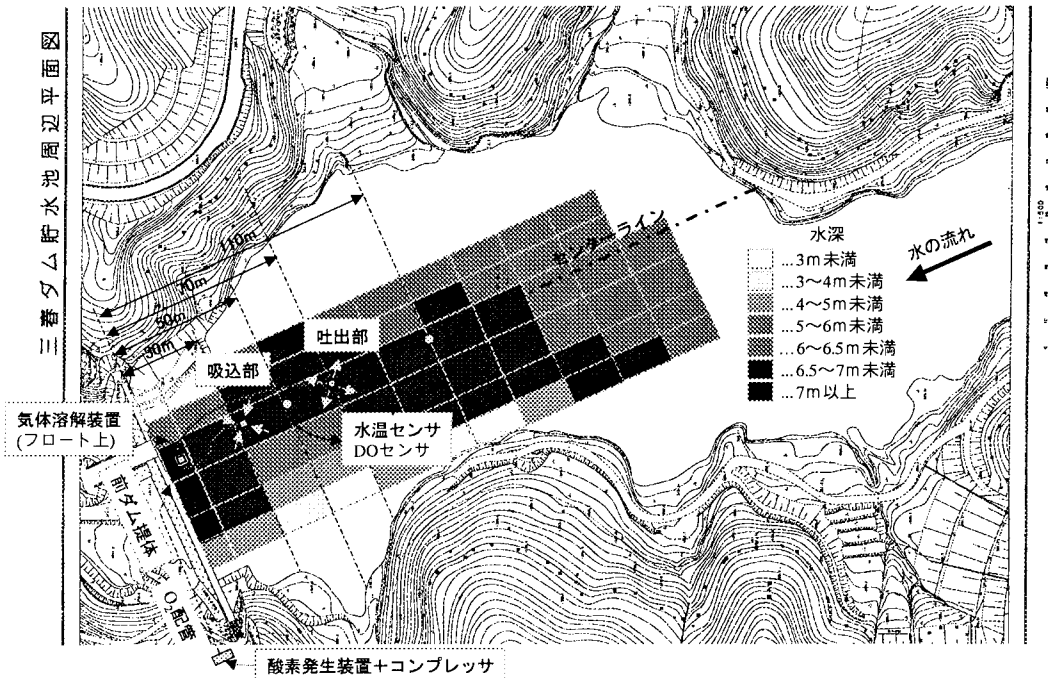 三番ダム貯水池周辺平面図
110m
70m
50m
30m
センターライン
水の流れ
水深
...3m未満
...3～4m未満
...4～5m未満
...5～6m未満
...6～6.5m未満
...6.5～7m未満
...7m以上
吐出部
吸込部
気体溶解装置
(フロート上)
水温センサ
DOセンサ
前ダム提体
O₂配管
酸素発生装置＋コンプレッサ